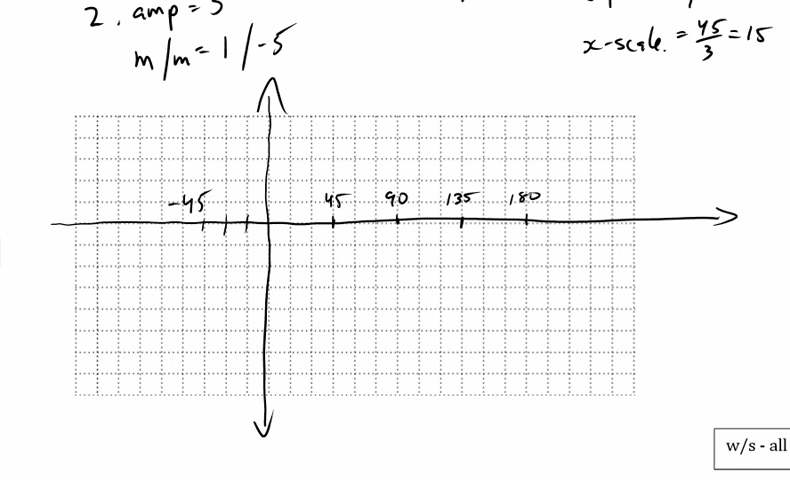 2. amp = 3
m/m = 1 / -5
x-scale. = 45/3 = 15
-45 45 90 135 180
w/s - all